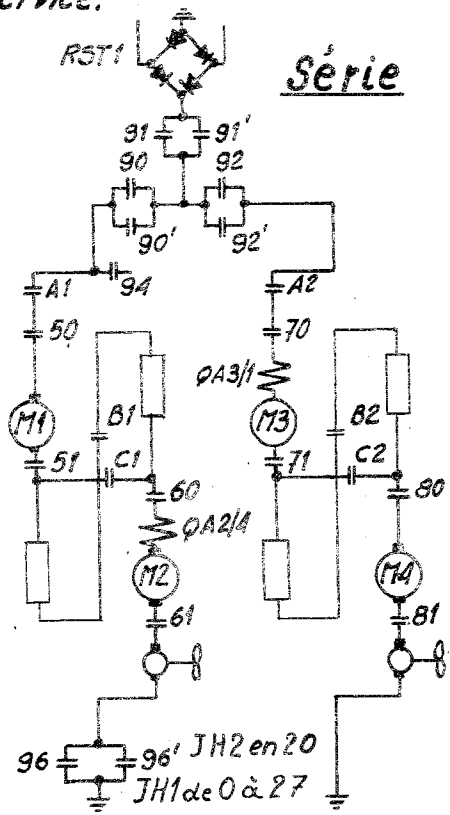 RST1
Série
91 91'
90 92
90' 92'
94
A1 A2
50 70
QA3/1
B1 B2
M1 M3
51 C1 71 C2
60 80
QA2/4
M2 M4
61 81
96 96' JH2 en 20
JH1 de 0 à 27